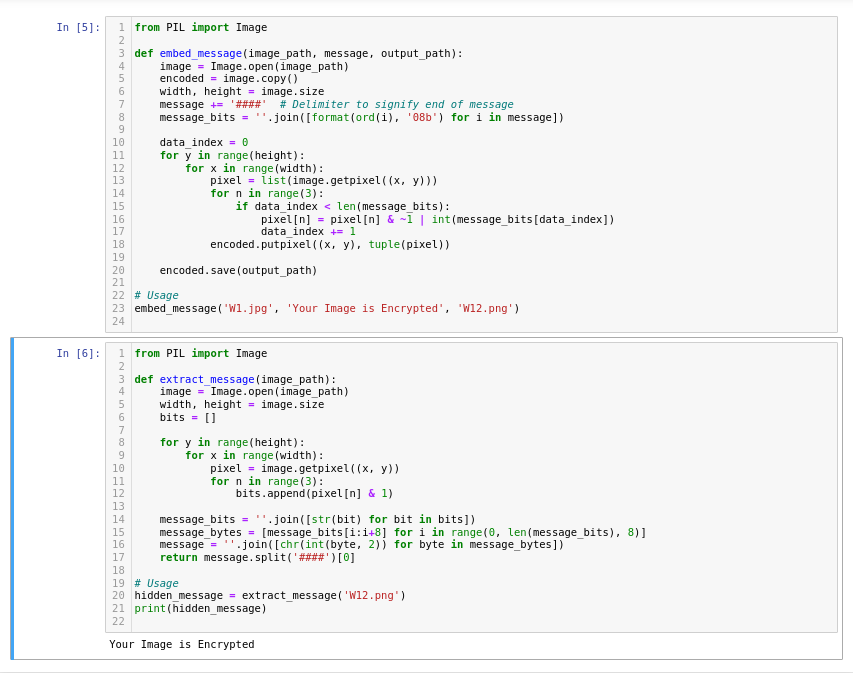 In [5]:
1 from PIL import Image
2
3 def embed_message(image_path, message, output_path):
4     image = Image.open(image_path)
5     encoded = image.copy()
6     width, height = image.size
7     message += '####'  # Delimiter to signify end of message
8     message_bits = ''.join([format(ord(i), '08b') for i in message])
9
10     data_index = 0
11     for y in range(height):
12         for x in range(width):
13             pixel = list(image.getpixel((x, y)))
14             for n in range(3):
15                 if data_index < len(message_bits):
16                     pixel[n] = pixel[n] & ~1 | int(message_bits[data_index])
17                     data_index += 1
18             encoded.putpixel((x, y), tuple(pixel))
19
20     encoded.save(output_path)
21
22 # Usage
23 embed_message('W1.jpg', 'Your Image is Encrypted', 'W12.png')
24
In [6]:
1 from PIL import Image
2
3 def extract_message(image_path):
4     image = Image.open(image_path)
5     width, height = image.size
6     bits = []
7
8     for y in range(height):
9         for x in range(width):
10             pixel = image.getpixel((x, y))
11             for n in range(3):
12                 bits.append(pixel[n] & 1)
13
14     message_bits = ''.join([str(bit) for bit in bits])
15     message_bytes = [message_bits[i:i+8] for i in range(0, len(message_bits), 8)]
16     message = ''.join([chr(int(byte, 2)) for byte in message_bytes])
17     return message.split('####')[0]
18
19 # Usage
20 hidden_message = extract_message('W12.png')
21 print(hidden_message)
22
Your Image is Encrypted